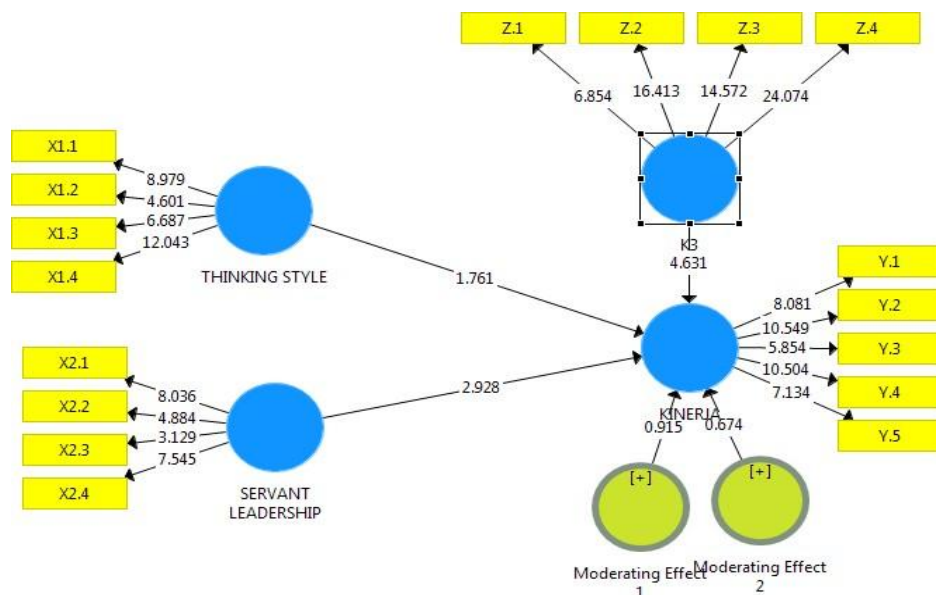 Z.1
Z.2
Z.3
Z.4
6.854
16.413
14.572
24.074
X1.1
X1.2
X1.3
X1.4
8.979
4.601
6.687
12.043
THINKING STYLE
K3
4.631
1.761
Y.1
Y.2
Y.3
Y.4
Y.5
8.081
10.549
5.854
10.504
7.134
X2.1
X2.2
X2.3
X2.4
8.036
4.884
3.129
7.545
SERVANT
LEADERSHIP
2.928
KINERJA
0.915
0.674
[+]
[+]
Moderating Effect
1
Moderating Effect
2